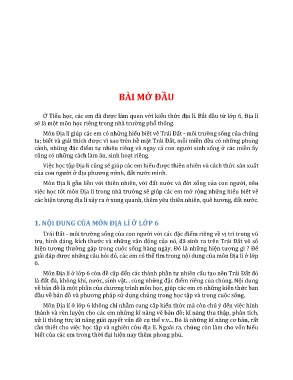 BÀI MỞ ĐẦU
Ở Tiểu học, các em đã được làm quen với kiến thức địa lí. Bắt đầu từ lớp 6, Địa lí
sẽ là một môn học riêng trong nhà trường phổ thông.
Môn Địa lí giúp các em có những hiểu biết về Trái Đất - môi trường sống của chúng
ta; biết và giải thích được vì sao trên bề mặt Trái Đất, mỗi miền đều có những phong
cảnh, những đặc điểm tự nhiên riêng và ngay cả con người sinh sống ở các miền ấy
cũng có những cách làm ăn, sinh hoạt riêng.
Việc học tập Địa lí cũng sẽ giúp các em hiểu được thiên nhiên và cách thức sản xuất
của con người ở địa phương mình, đất nước mình.
Môn Địa lí gắn liền với thiên nhiên, với đất nước và đời sống của con người, nên
việc học tốt môn Địa lí trong nhà trường sẽ giúp các em mở rộng những hiểu biết về
các hiện tượng địa lí xảy ra ở xung quanh, thêm yêu thiên nhiên, quê hương, đất nước.
1. NỘI DUNG CỦA MÔN ĐỊA LÍ Ở LỚP 6
Trái Đất - môi trường sống của con người với các đặc điểm riêng về vị trí trong vũ
trụ, hình dáng, kích thước và những vận động của nó, đã sinh ra trên Trái Đất vô số
hiện tượng thường gặp trong cuộc sống hàng ngày. Đó là những hiện tượng gì ? Để
giải đáp được những câu hỏi đó, các em có thể tìm trong nội dung của môn Địa lí ở lớp
6.
Môn Địa lí ở lớp 6 còn đề cập đến các thành phần tự nhiên cấu tạo nên Trái Đất đó
là đất đá, không khí, nước, sinh vật... cùng những đặc điểm riêng của chúng. Nội dung
về bản đồ là một phần của chương trình môn học, giúp các em có những kiến thức ban
đầu về bản đồ và phương pháp sử dụng chúng trong học tập và trong cuộc sống.
Môn Địa lí ở lớp 6 không chỉ nhằm cung cấp kiến thức mà còn chú ý đến việc hình
thành và rèn luyện cho các em những kĩ năng về bản đồ; kĩ năng thu thập, phân tích,
xử lí thông tin; kĩ năng giải quyết vấn đề cụ thể v.v... Đó là những kĩ năng cơ bản, rất
cần thiết cho việc học tập và nghiên cứu địa lí. Ngoài ra, chúng còn làm cho vốn hiểu
biết của các em trong thời đại hiện nay thêm phong phú.